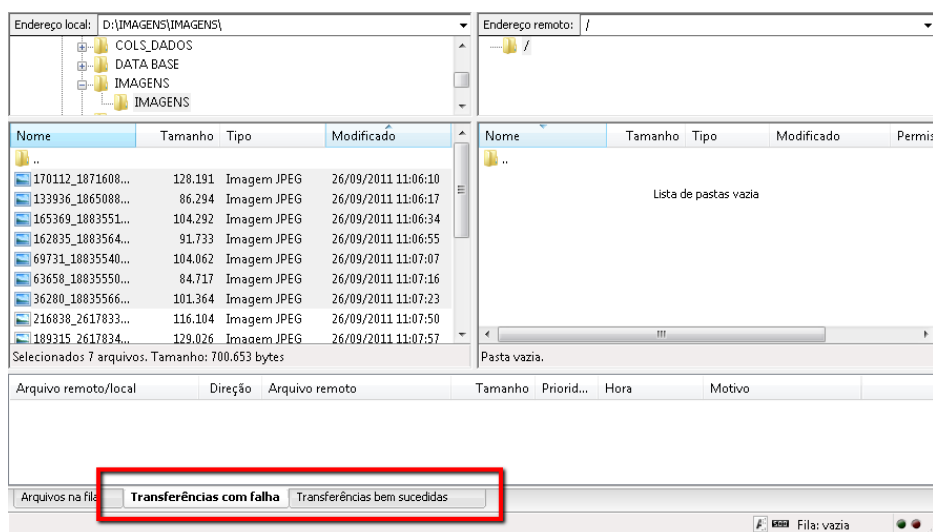 Endereço local: D:\IMAGENS\IMAGENS\
Endereço remoto: /
COLS_DADOS
DATA BASE
IMAGENS
IMAGENS
/
Nome Tamanho Tipo Modificado
..
170112_1871608... 128.191 Imagem JPEG 26/09/2011 11:06:10
133936_1865088... 86.294 Imagem JPEG 26/09/2011 11:06:17
165369_1883551... 104.292 Imagem JPEG 26/09/2011 11:06:34
162835_1883564... 91.733 Imagem JPEG 26/09/2011 11:06:55
69731_18835540... 104.062 Imagem JPEG 26/09/2011 11:07:07
63658_18835550... 84.717 Imagem JPEG 26/09/2011 11:07:16
36280_18835566... 101.364 Imagem JPEG 26/09/2011 11:07:23
216838_2617833... 116.104 Imagem JPEG 26/09/2011 11:07:50
189315_2617834... 129.026 Imagem JPEG 26/09/2011 11:07:57
Selecionados 7 arquivos. Tamanho: 700.653 bytes
Nome Tamanho Tipo Modificado Permis
..
Lista de pastas vazia
Pasta vazia.
Arquivo remoto/local Direção Arquivo remoto Tamanho Priorid... Hora Motivo
Arquivos na fila Transferências com falha Transferências bem sucedidas
Fila: vazia